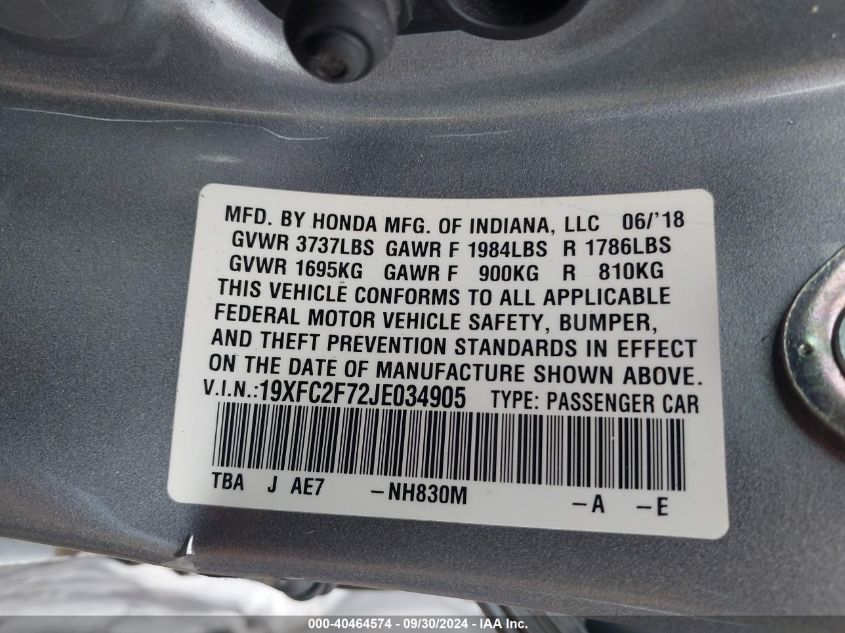 MFD. BY HONDA MFG. OF INDIANA, LLC 06/'18
GVWR 3737LBS GAWR F 1984LBS R 1786LBS
GVWR 1695KG GAWR F 900KG R 810KG
THIS VEHICLE CONFORMS TO ALL APPLICABLE
FEDERAL MOTOR VEHICLE SAFETY, BUMPER,
AND THEFT PREVENTION STANDARDS IN EFFECT
ON THE DATE OF MANUFACTURE SHOWN ABOVE.
V.I.N.:19XFC2F72JE034905 TYPE: PASSENGER CAR
TBA J AE7 -NH830M -A -E
000-40464574 - 09/30/2024 - IAA Inc.